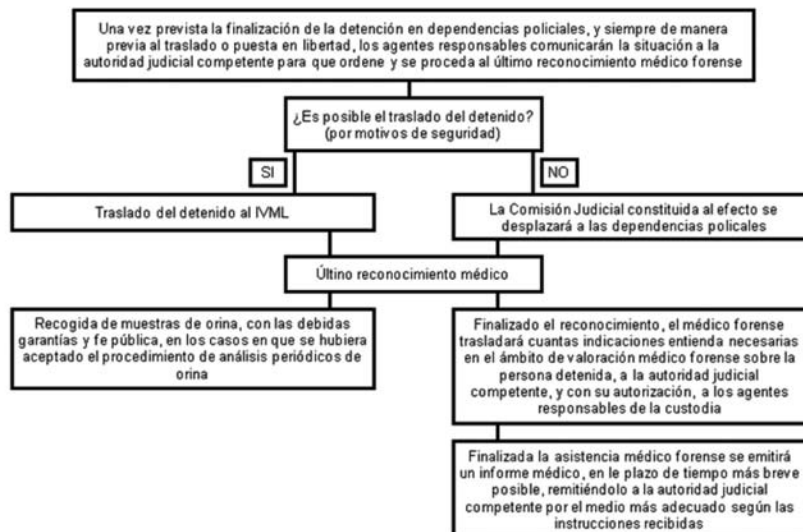 Una vez prevista la finalización de la detención en dependencias policiales, y siempre de manera
previa al traslado o puesta en libertad, los agentes responsables comunicarán la situación a la
autoridad judicial competente para que ordene y se proceda al último reconocimiento médico forense
¿Es posible el traslado del detenido?
(por motivos de seguridad)
SI
NO
Traslado del detenido al IVML
La Comisión Judicial constituida al efecto se
desplazará a las dependencias policales
Últino reconocimiento médico
Recogida de muestras de orina, con las debidas
garantías y fe pública, en los casos en que se hubiera
aceptado el procedimiento de análisis periódicos de
orina
Finalizado el reconocimiento, el médico forense
trasladará cuantas indicaciones entienda necesarias
en el ámbito de valoración médico forense sobre la
persona detenida, a la autoridad judicial
competente, y con su autorización, a los agentes
responsables de la custodia
Finalizada la asistencia médico forense se emitirá
un informe médico, en le plazo de tiempo más breve
posible, remitiéndolo a la autoridad judicial
competente por el medio más adecuado según las
instrucciones recibidas